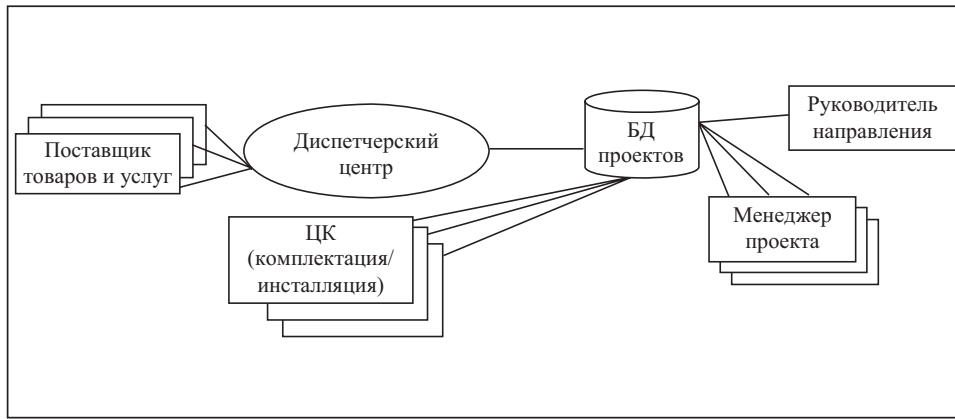 Поставщик
товаров и услуг
Диспетчерский
центр
БД
проектов
Руководитель
направления
ЦК
(комплектация/
инсталляция)
Менеджер
проекта